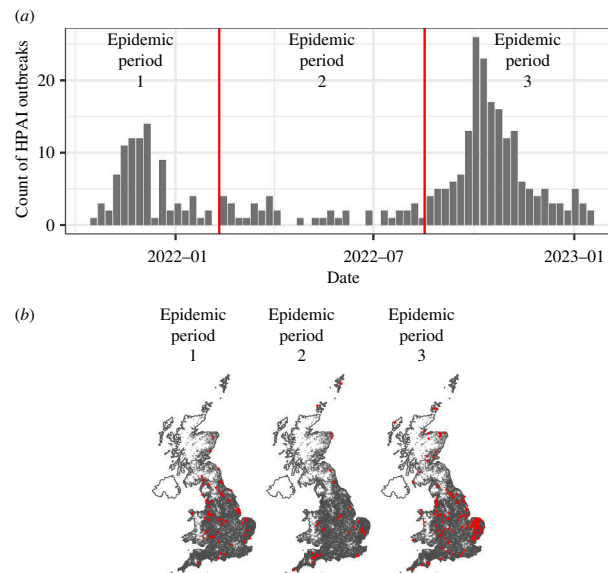 (a)
Epidemic period 1
Epidemic period 2
Epidemic period 3
Count of HPAI outbreaks
20
10
0
2022–01
2022–07
2023–01
Date
(b)
Epidemic period 1
Epidemic period 2
Epidemic period 3